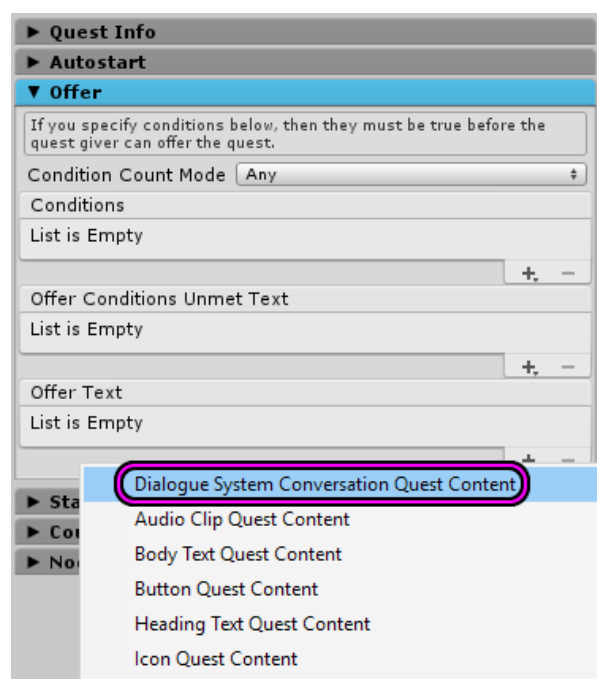 ▶ Quest Info
▶ Autostart
▼ Offer
If you specify conditions below, then they must be true before the
quest giver can offer the quest.
Condition Count Mode Any
Conditions
List is Empty
+ −
Offer Conditions Unmet Text
List is Empty
+ −
Offer Text
List is Empty
+ −
Dialogue System Conversation Quest Content
▶ Sta
Audio Clip Quest Content
▶ Cou
Body Text Quest Content
▶ No
Button Quest Content
Heading Text Quest Content
Icon Quest Content